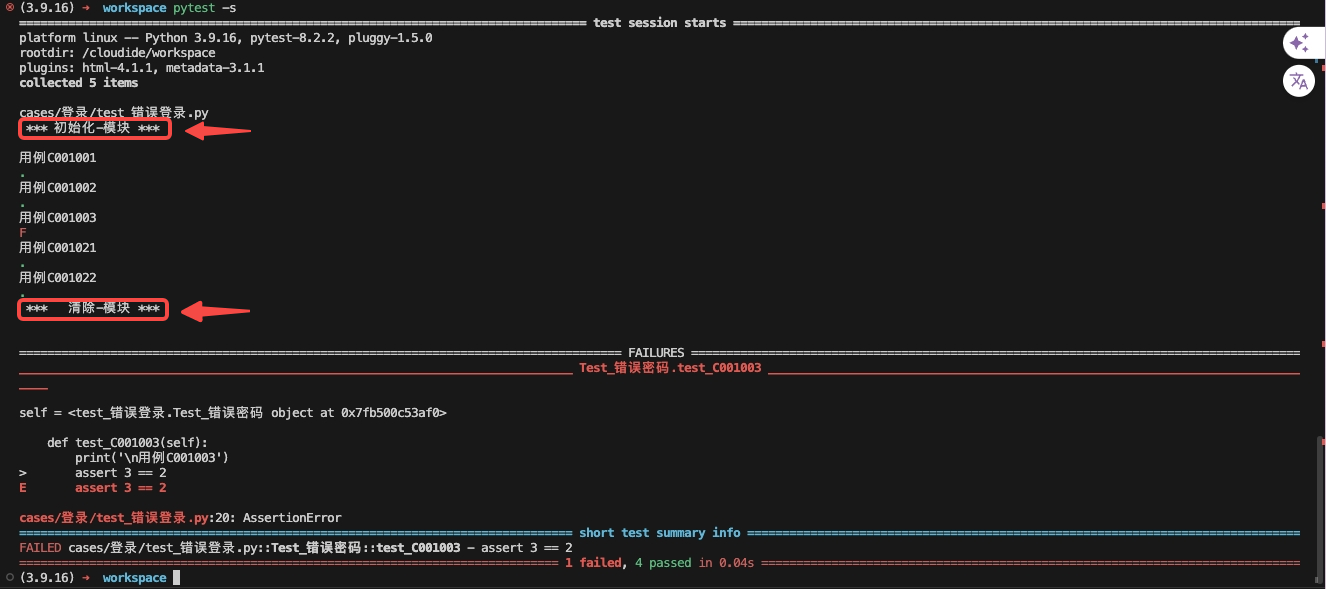 (3.9.16) → workspace pytest -s
=== test session starts ===
platform linux -- Python 3.9.16, pytest-8.2.2, pluggy-1.5.0
rootdir: /cloudide/workspace
plugins: html-4.1.1, metadata-3.1.1
collected 5 items
cases/登录/test_错误登录.py
*** 初始化-模块 ***
用例C001001
.
用例C001002
.
用例C001003
F
用例C001021
.
用例C001022
.
*** 清除-模块 ***
=== FAILURES ===
___ Test_错误密码.test_C001003 ___
____
self = <test_错误登录.Test_错误密码 object at 0x7fb500c53af0>
def test_C001003(self):
print('\n用例C001003')
> assert 3 == 2
E assert 3 == 2
cases/登录/test_错误登录.py:20: AssertionError
=== short test summary info ===
FAILED cases/登录/test_错误登录.py::Test_错误密码::test_C001003 - assert 3 == 2
=== 1 failed, 4 passed in 0.04s ===
(3.9.16) → workspace